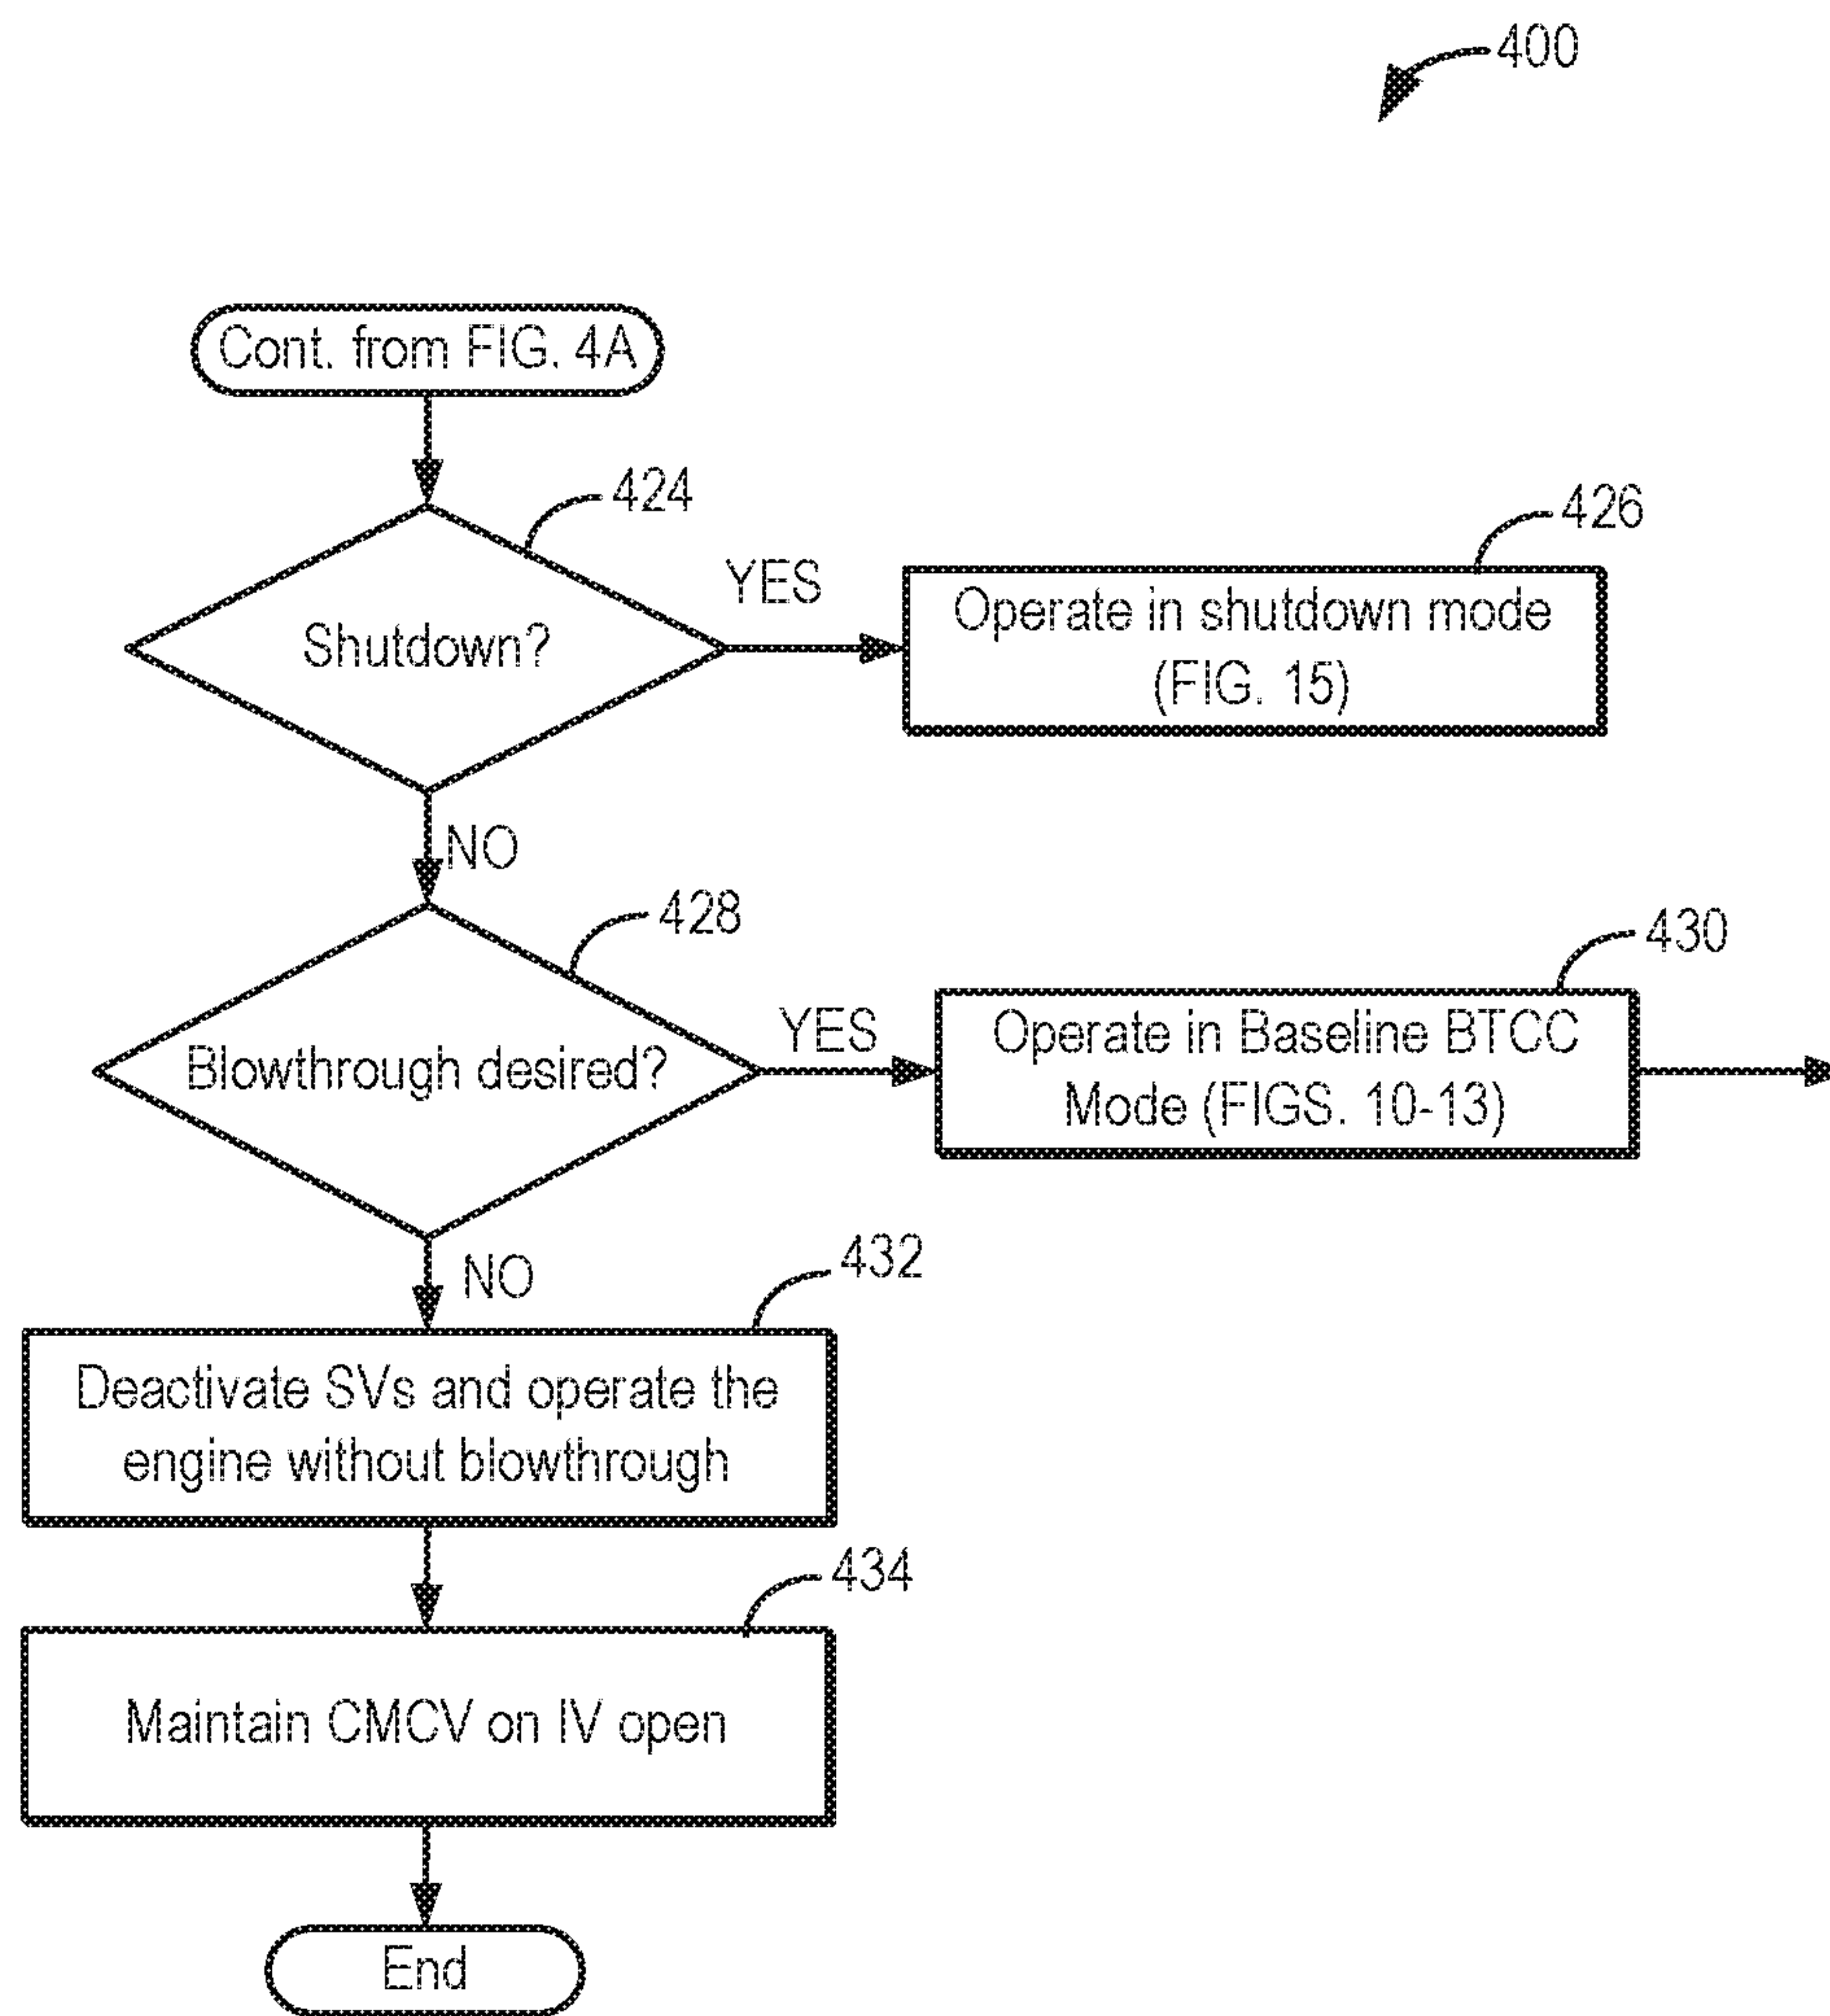 400
Cont. from FIG. 4A
424
Shutdown?
YES
426
Operate in shutdown mode
(FIG. 15)
NO
428
Blowthrough desired?
YES
430
Operate in Baseline BTCC
Mode (FIGS. 10-13)
NO
432
Deactivate SVs and operate the
engine without blowthrough
434
Maintain CMCV on IV open
End